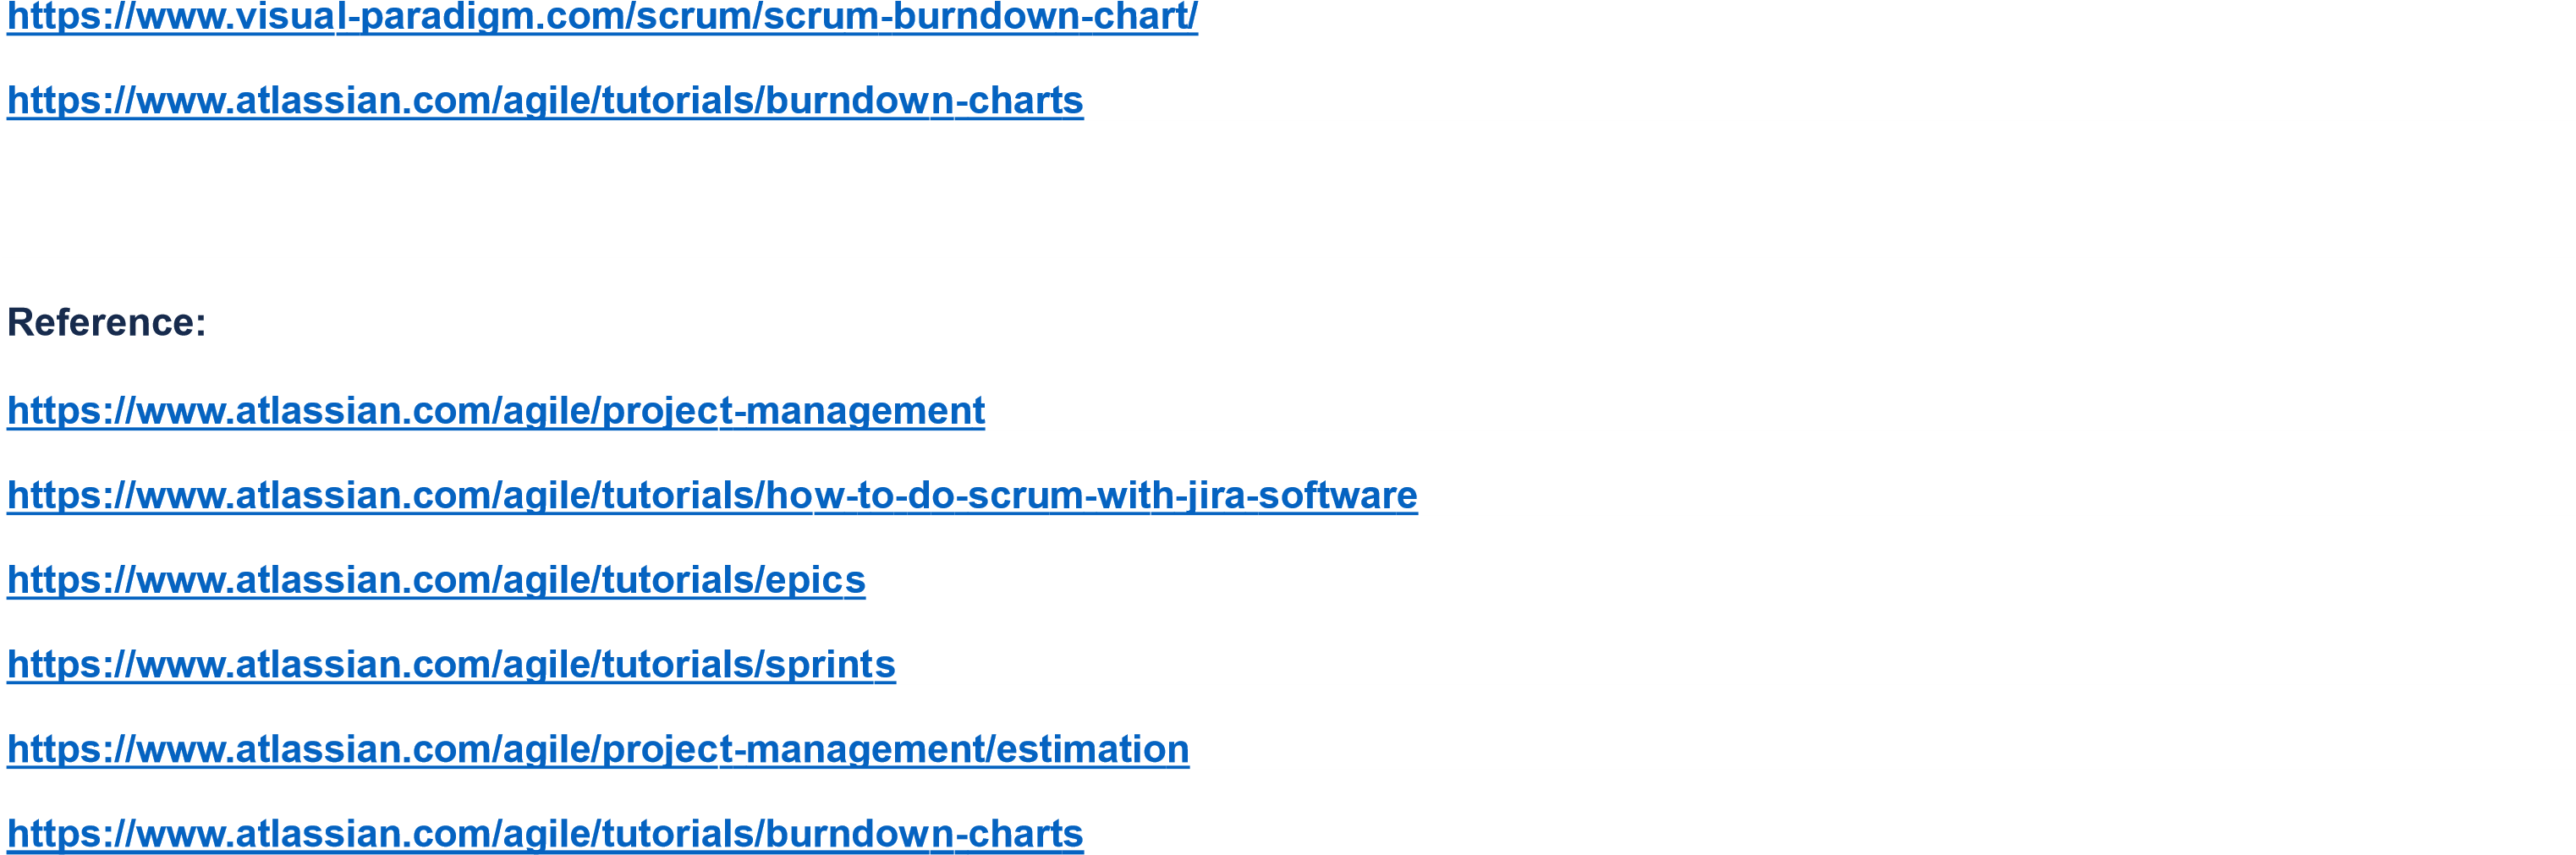 https://www.visual-paradigm.com/scrum/scrum-burndown-chart/
https://www.atlassian.com/agile/tutorials/burndown-charts
Reference:
https://www.atlassian.com/agile/project-management
https://www.atlassian.com/agile/tutorials/how-to-do-scrum-with-jira-software
https://www.atlassian.com/agile/tutorials/epics
https://www.atlassian.com/agile/tutorials/sprints
https://www.atlassian.com/agile/project-management/estimation
https://www.atlassian.com/agile/tutorials/burndown-charts